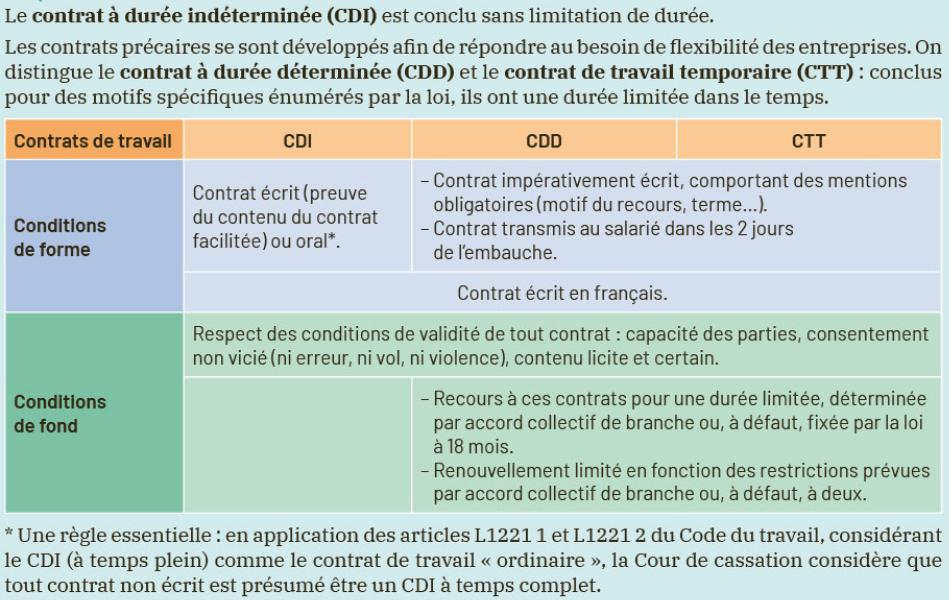 Le contrat à durée indéterminée (CDI) est conclu sans limitation de durée.
Les contrats précaires se sont développés afin de répondre au besoin de flexibilité des entreprises. On
distingue le contrat à durée déterminée (CDD) et le contrat de travail temporaire (CTT) : conclus
pour des motifs spécifiques énumérés par la loi, ils ont une durée limitée dans le temps.
Contrats de travail
CDI
CDD
CTT
Conditions
de forme
Contrat écrit (preuve
du contenu du contrat
facilitée) ou oral*.
– Contrat impérativement écrit, comportant des mentions
obligatoires (motif du recours, terme…).
– Contrat transmis au salarié dans les 2 jours
de l'embauche.
Contrat écrit en français.
Conditions
de fond
Respect des conditions de validité de tout contrat : capacité des parties, consentement
non vicié (ni erreur, ni vol, ni violence), contenu licite et certain.
– Recours à ces contrats pour une durée limitée, déterminée
par accord collectif de branche ou, à défaut, fixée par la loi
à 18 mois.
– Renouvellement limité en fonction des restrictions prévues
par accord collectif de branche ou, à défaut, à deux.
* Une règle essentielle : en application des articles L1221 1 et L1221 2 du Code du travail, considérant
le CDI (à temps plein) comme le contrat de travail « ordinaire », la Cour de cassation considère que
tout contrat non écrit est présumé être un CDI à temps complet.